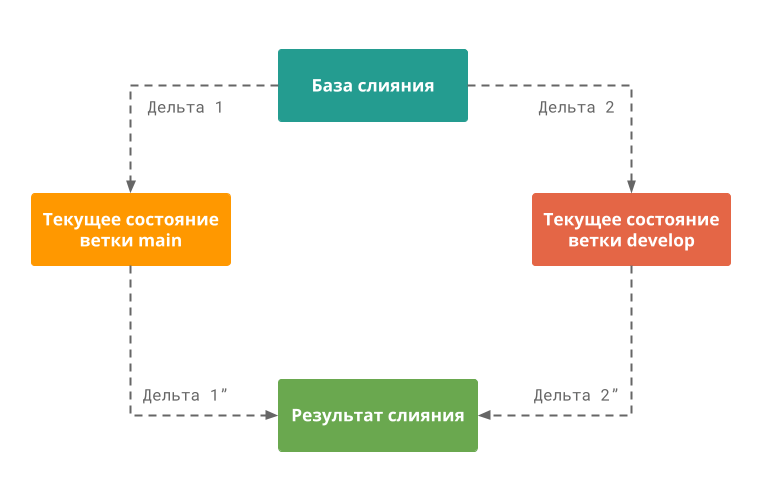 База слияния
Дельта 1
Дельта 2
Текущее состояние
ветки main
Текущее состояние
ветки develop
Дельта 1”
Дельта 2”
Результат слияния